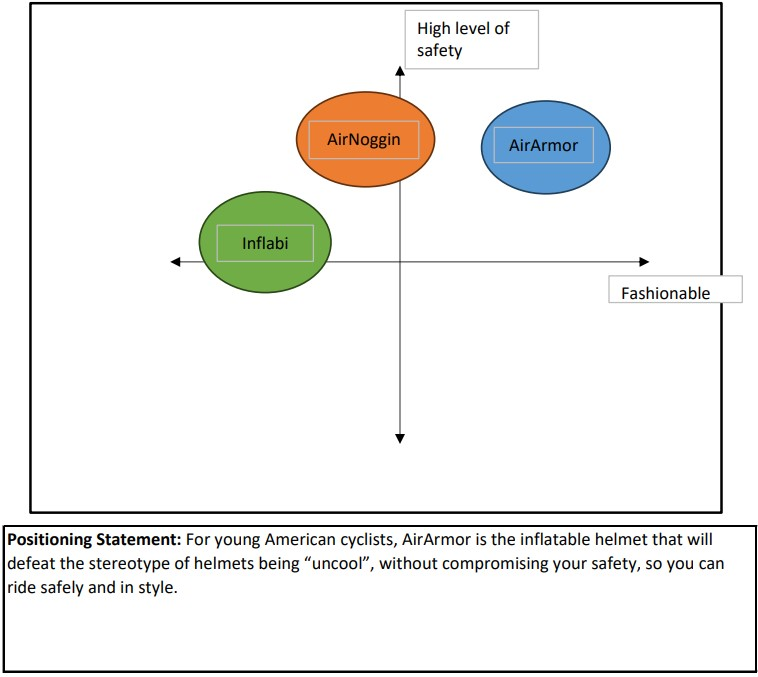 High level of
safety
AirNoggin
AirArmor
Inflabi
Fashionable
Positioning Statement: For young American cyclists, AirArmor is the inflatable helmet that will
defeat the stereotype of helmets being “uncool”, without compromising your safety, so you can
ride safely and in style.